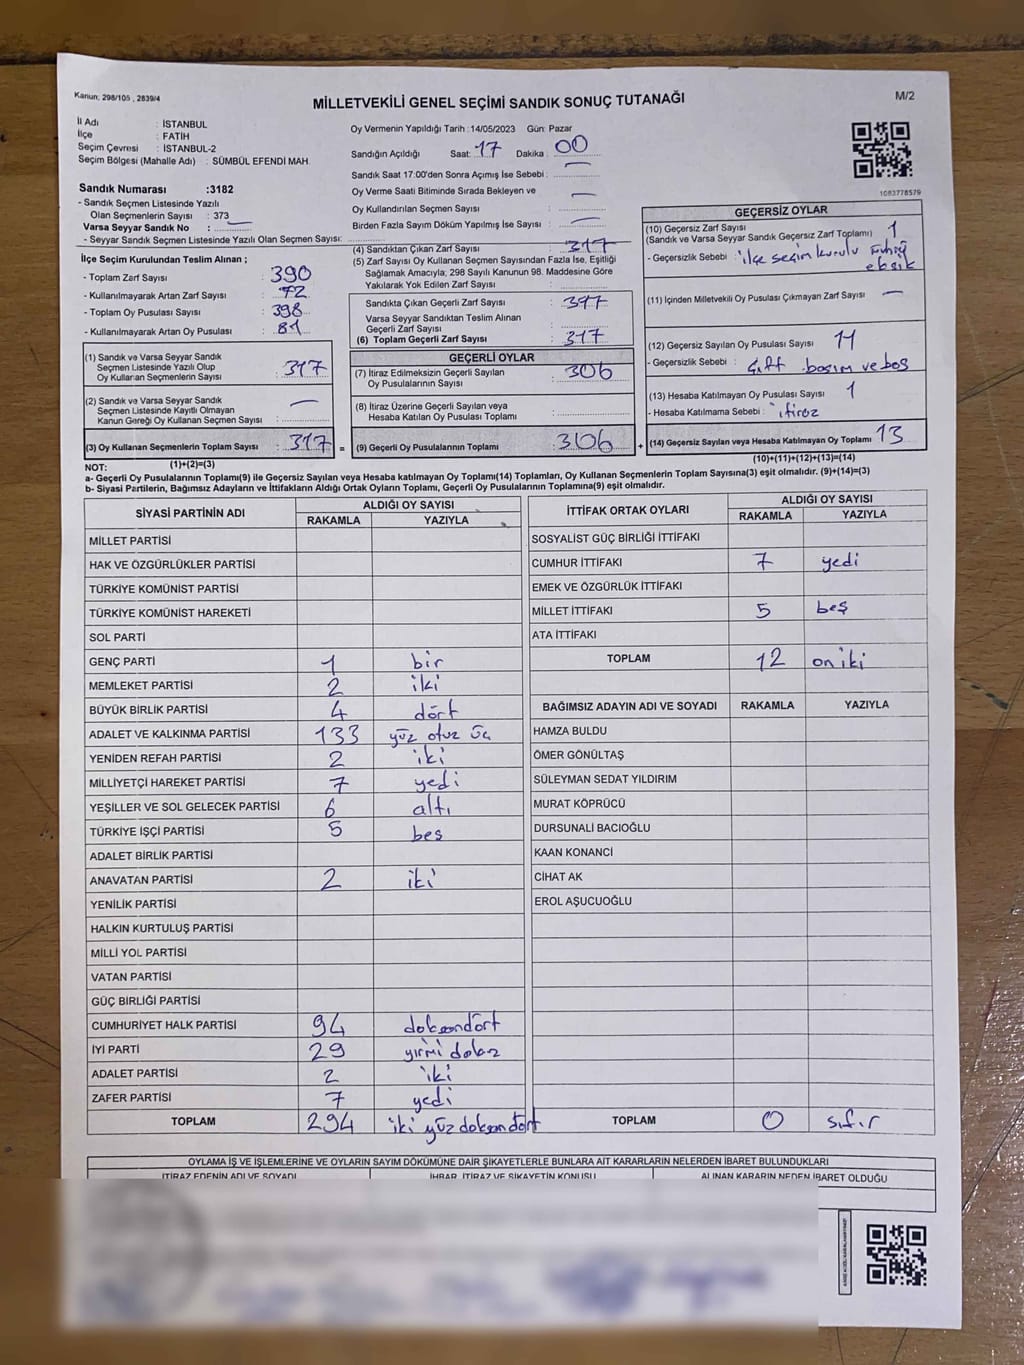 Kanun; 298/105 , 2839/4
MİLLETVEKİLİ GENEL SEÇİMİ SANDIK SONUÇ TUTANAĞI
M/2
İl Adı : İSTANBUL
İlçe : FATİH
Seçim Çevresi : İSTANBUL-2
Seçim Bölgesi (Mahalle Adı) : SÜMBÜL EFENDİ MAH.
Sandık Numarası :3182
- Sandık Seçmen Listesinde Yazılı
Olan Seçmenlerin Sayısı : 373
Varsa Seyyar Sandık No :
- Seyyar Sandık Seçmen Listesinde Yazılı Olan Seçmen Sayısı:
İlçe Seçim Kurulundan Teslim Alınan ;
- Toplam Zarf Sayısı : 390
- Kullanılmayarak Artan Zarf Sayısı : 72
- Toplam Oy Pusulası Sayısı : 398
- Kullanılmayarak Artan Oy Pusulası : 81
(1) Sandık ve Varsa Seyyar Sandık
Seçmen Listesinde Yazılı Olup
Oy Kullanan Seçmenlerin Sayısı : 317
(2) Sandık ve Varsa Seyyar Sandık
Seçmen Listesinde Kayıtlı Olmayan
Kanun Gereği Oy Kullanan Seçmen Sayısı : —
(3) Oy Kullanan Seçmenlerin Toplam Sayısı : 317 =
Oy Vermenin Yapıldığı Tarih :14/05/2023 Gün: Pazar
Sandığın Açıldığı Saat: 17 Dakika : 00
Sandık Saat 17:00'den Sonra Açımış İse Sebebi : —
Oy Verme Saati Bitiminde Sırada Bekleyen ve
Oy Kullandırılan Seçmen Sayısı : —
Birden Fazla Sayım Döküm Yapılmış İse Sayısı : —
(4) Sandıktan Çıkan Zarf Sayısı : 317
(5) Zarf Sayısı Oy Kullanan Seçmen Sayısından Fazla İse, Eşitliği
Sağlamak Amacıyla; 298 Sayılı Kanunun 98. Maddesine Göre
Yakılarak Yok Edilen Zarf Sayısı :
Sandıkta Çıkan Geçerli Zarf Sayısı : 317
Varsa Seyyar Sandıktan Teslim Alınan
Geçerli Zarf Sayısı :
(6) Toplam Geçerli Zarf Sayısı : 317
GEÇERLİ OYLAR
(7) İtiraz Edilmeksizin Geçerli Sayılan
Oy Pusulalarının Sayısı : 306
(8) İtiraz Üzerine Geçerli Sayılan veya
Hesaba Katılan Oy Pusulası Toplamı :
(9) Geçerli Oy Pusulalarının Toplamı : 306 +
1083778579
GEÇERSİZ OYLAR
(10) Geçersiz Zarf Sayısı : 1
(Sandık ve Varsa Seyyar Sandık Geçersiz Zarf Toplamı)
- Geçersizlik Sebebi : ilçe seçim kurulu mührü
eksik
(11) İçinden Milletvekili Oy Pusulası Çıkmayan Zarf Sayısı : —
(12) Geçersiz Sayılan Oy Pusulası Sayısı : 11
- Geçersizlik Sebebi : çift basım ve boş
(13) Hesaba Katılmayan Oy Pusulası Sayısı : 1
- Hesaba Katılmama Sebebi : itiraz
(14) Geçersiz Sayılan veya Hesaba Katılmayan Oy Toplamı : 13
(10)+(11)+(12)+(13)=(14)
NOT: (1)+(2)=(3)
a- Geçerli Oy Pusulalarının Toplamı(9) ile Geçersiz Sayılan veya Hesaba katılmayan Oy Toplamı(14) Toplamları, Oy Kullanan Seçmenlerin Toplam Sayısına(3) eşit olmalıdır. (9)+(14)=(3)
b- Siyasi Partilerin, Bağımsız Adayların ve İttifakların Aldığı Ortak Oyların Toplamı, Geçerli Oy Pusulalarının Toplamına(9) eşit olmalıdır.
SİYASİ PARTİNİN ADI ALDIĞI OY SAYISI
RAKAMLA YAZIYLA
MİLLET PARTİSİ
HAK VE ÖZGÜRLÜKLER PARTİSİ
TÜRKİYE KOMÜNİST PARTİSİ
TÜRKİYE KOMÜNİST HAREKETİ
SOL PARTİ
GENÇ PARTİ 1 bir
MEMLEKET PARTİSİ 2 iki
BÜYÜK BİRLİK PARTİSİ 4 dört
ADALET VE KALKINMA PARTİSİ 133 yüz otuz üç
YENİDEN REFAH PARTİSİ 2 iki
MİLLİYETÇİ HAREKET PARTİSİ 7 yedi
YEŞİLLER VE SOL GELECEK PARTİSİ 6 altı
TÜRKİYE İŞÇİ PARTİSİ 5 bes
ADALET BİRLİK PARTİSİ
ANAVATAN PARTİSİ 2 iki
YENİLİK PARTİSİ
HALKIN KURTULUŞ PARTİSİ
MİLLİ YOL PARTİSİ
VATAN PARTİSİ
GÜÇ BİRLİĞİ PARTİSİ
CUMHURİYET HALK PARTİSİ 94 doksandört
İYİ PARTİ 29 yirmi dokuz
ADALET PARTİSİ 2 iki
ZAFER PARTİSİ 7 yedi
TOPLAM 294 iki yüz doksandört
İTTİFAK ORTAK OYLARI ALDIĞI OY SAYISI
RAKAMLA YAZIYLA
SOSYALİST GÜÇ BİRLİĞİ İTTİFAKI
CUMHUR İTTİFAKI 7 yedi
EMEK VE ÖZGÜRLÜK İTTİFAKI
MİLLET İTTİFAKI 5 beş
ATA İTTİFAKI
TOPLAM 12 on iki
BAĞIMSIZ ADAYIN ADI VE SOYADI RAKAMLA YAZIYLA
HAMZA BULDU
ÖMER GÖNÜLTAŞ
SÜLEYMAN SEDAT YILDIRIM
MURAT KÖPRÜCÜ
DURSUNALİ BACIOĞLU
KAAN KONANCİ
CİHAT AK
EROL AŞUCUOĞLU
TOPLAM 0 sıfır
OYLAMA İŞ VE İŞLEMLERİNE VE OYLARIN SAYIM DÖKÜMÜNE DAİR ŞİKAYETLERLE BUNLARA AİT KARARLARIN NELERDEN İBARET BULUNDUKLARI
İTİRAZ EDENİN ADI VE SOYADI İHBAR, İTİRAZ VE ŞİKAYETİN KONUSU ALINAN KARARIN NEDEN İBARET OLDUĞU